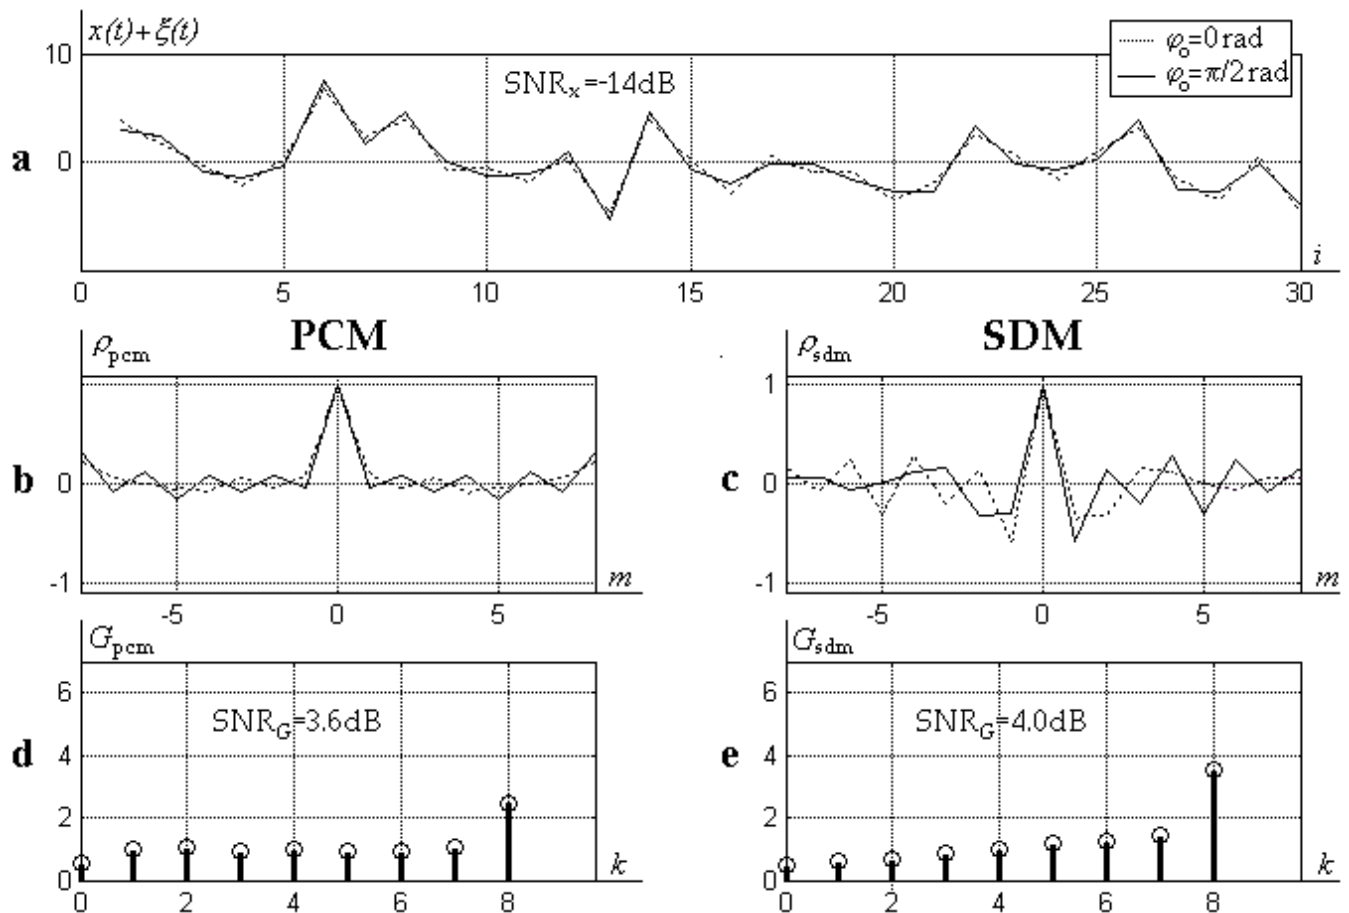 x(t)+ξ(t)
φo=0 rad
φo=π/2 rad
SNRx=-14dB
a
10
0
i
0 5 10 15 20 25 30
PCM
SDM
ρpcm
ρsdm
b
0
-1
-5 0 5
m
c
1
0
-1
-5 0 5
m
Gpcm
Gsdm
d
6
4
2
0
SNRG=3.6dB
0 2 4 6 8
k
e
6
4
2
0
SNRG=4.0dB
0 2 4 6 8
k